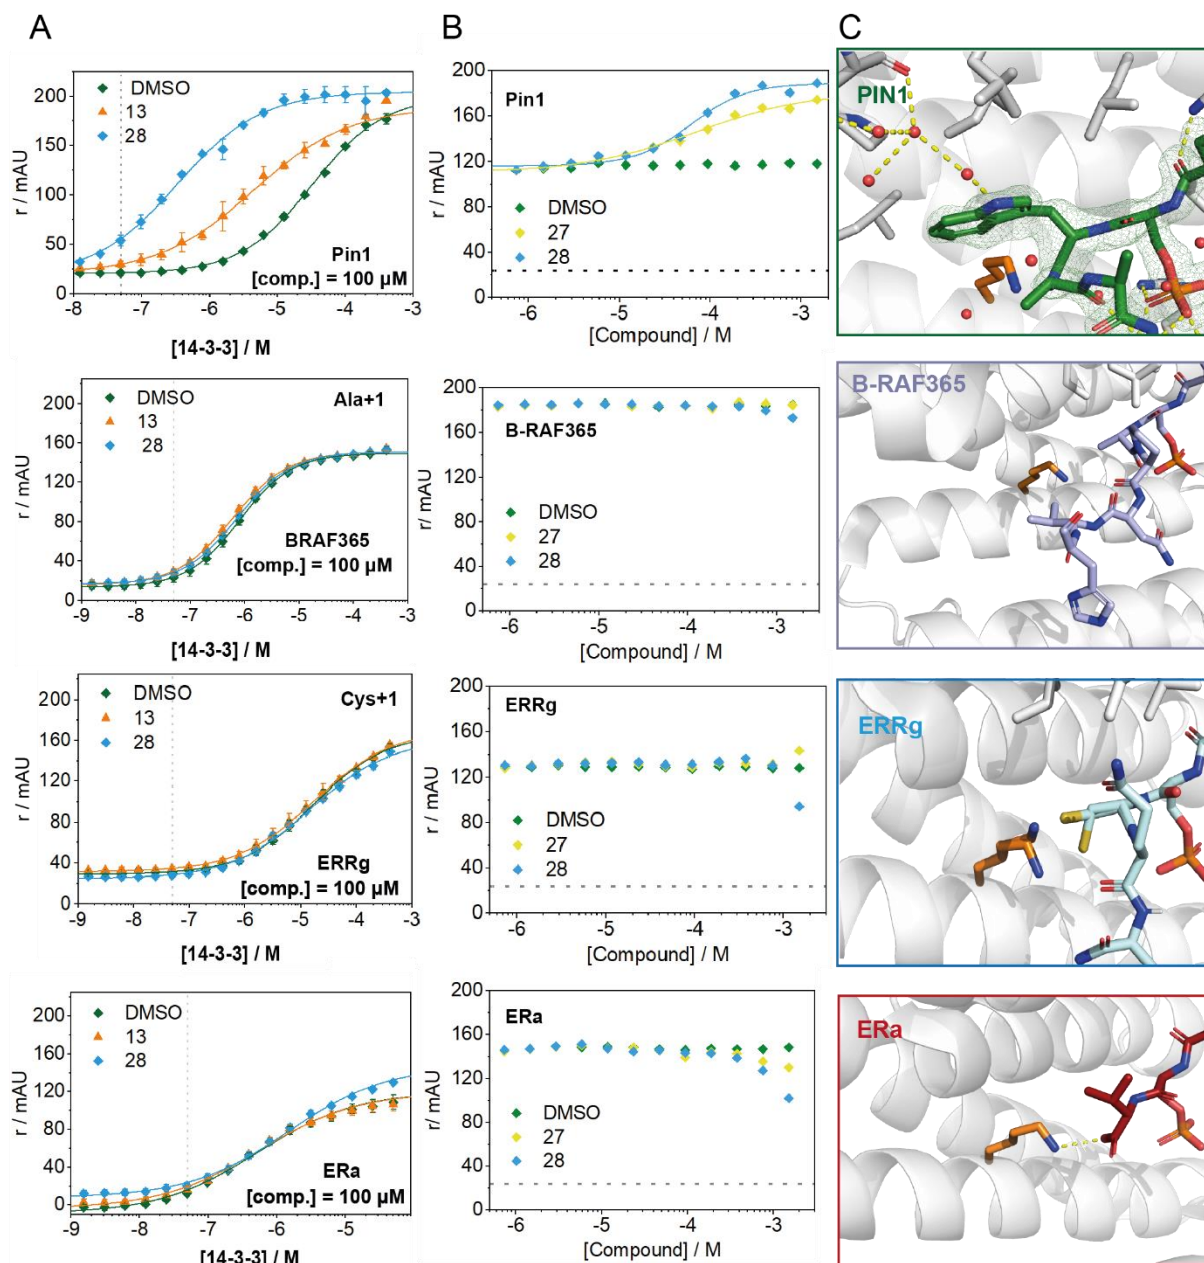 A
B
C
200
150
100
50
0
r / mAU
DMSO
13
28
Pin1
[comp.] = 100 µM
-8
-7
-6
-5
-4
-3
[14-3-3] / M
200
160
120
80
40
0
r / mAU
Pin1
DMSO
27
28
-6
-5
-4
-3
[Compound] / M
PIN1
200
160
120
80
40
0
r / mAU
DMSO
13
28
Ala+1
BRAF365
[comp.] = 100 µM
-9
-8
-7
-6
-5
-4
-3
[14-3-3] / M
200
160
120
80
40
0
r/ mAU
B-RAF365
DMSO
27
28
-6
-5
-4
-3
[Compound] / M
B-RAF365
200
160
120
80
40
0
r / mAU
DMSO
13
28
Cys+1
ERRg
[comp.] = 100 µM
-9
-8
-7
-6
-5
-4
-3
[14-3-3] / M
200
160
120
80
40
0
r / mAU
ERRg
DMSO
27
28
-6
-5
-4
-3
[Compound] / M
ERRg
200
160
120
80
40
0
r / mAU
DMSO
13
28
ERa
[comp.] = 100 µM
-9
-8
-7
-6
-5
[14-3-3] / M
200
160
120
80
40
0
r/ mAU
ERa
DMSO
27
28
-6
-5
-4
-3
[Compound] / M
ERa